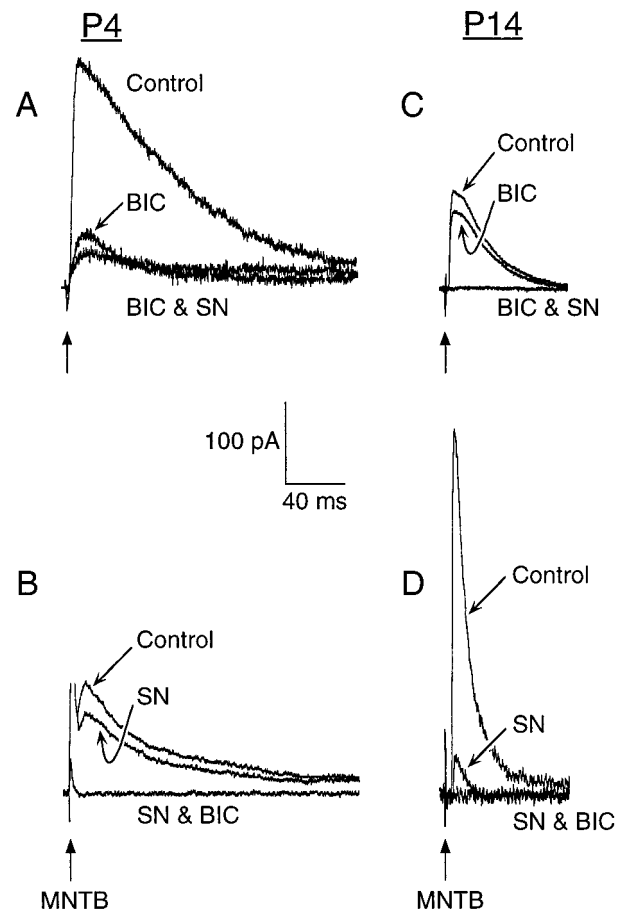 P4
P14
A
Control
BIC
BIC & SN
C
Control
BIC
BIC & SN
100 pA
40 ms
B
Control
SN
SN & BIC
MNTB
D
Control
SN
SN & BIC
MNTB